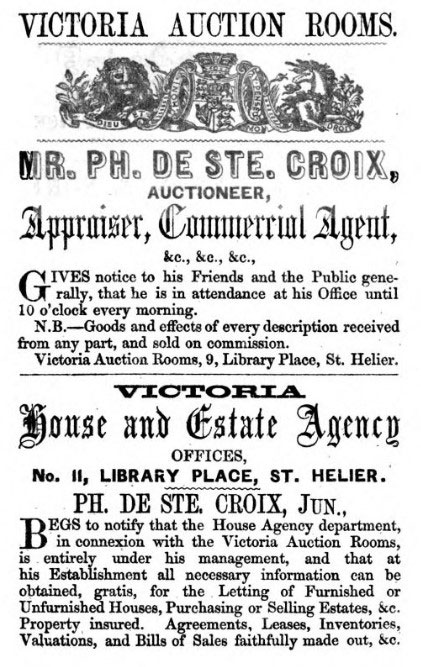 VICTORIA AUCTION ROOMS.
DIEU ET MON DROIT
MR. PH. DE STE. CROIX,
AUCTIONEER,
Appraiser, Commercial Agent,
&c., &c., &c.,
GIVES notice to his Friends and the Public gene-
rally, that he is in attendance at his Office until
10 o'clock every morning.
N.B.—Goods and effects of every description received
from any part, and sold on commission.
Victoria Auction Rooms, 9, Library Place, St. Helier.
VICTORIA
House and Estate Agency
OFFICES,
No. 11, LIBRARY PLACE, ST. HELIER.
PH. DE STE. CROIX, JUN.,
BEGS to notify that the House Agency department,
in connexion with the Victoria Auction Rooms,
is entirely under his management, and that at
his Establishment all necessary information can be
obtained, gratis, for the Letting of Furnished or
Unfurnished Houses, Purchasing or Selling Estates, &c.
Property insured. Agreements, Leases, Inventories,
Valuations, and Bills of Sales faithfully made out, &c.